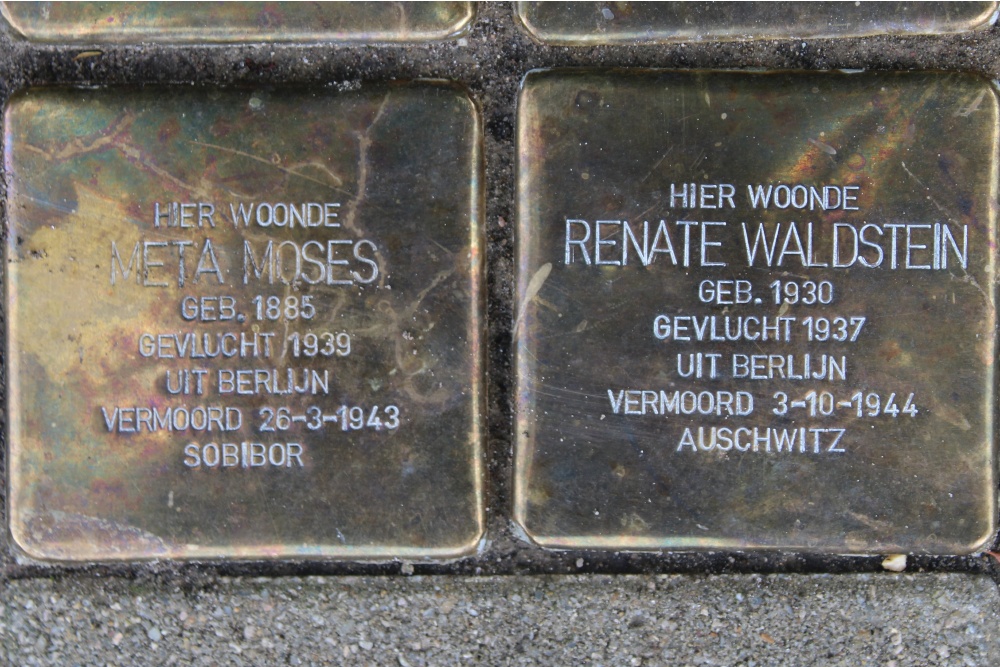 HIER WOONDE
META MOSES
GEB. 1885
GEVLUCHT 1939
UIT BERLIJN
VERMOORD 26-3-1943
SOBIBOR
HIER WOONDE
RENATE WALDSTEIN
GEB. 1930
GEVLUCHT 1937
UIT BERLIJN
VERMOORD 3-10-1944
AUSCHWITZ